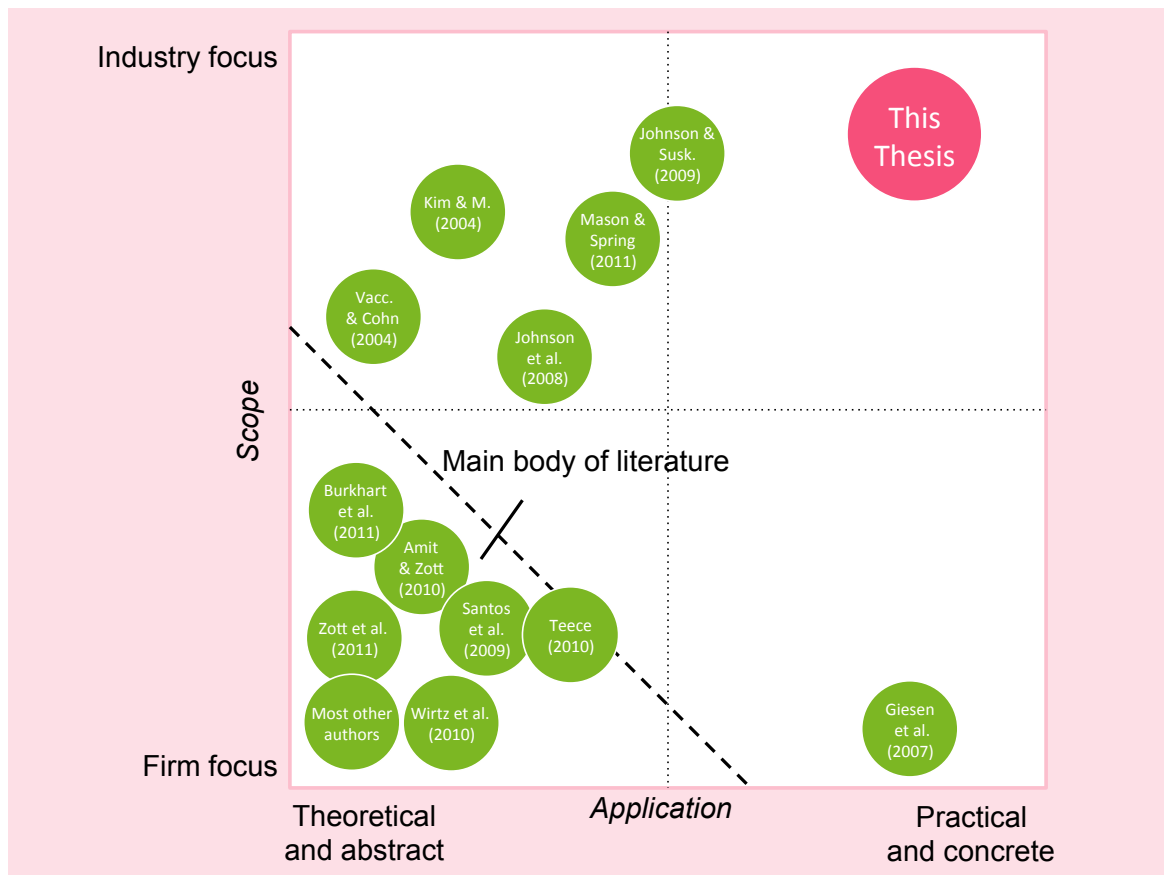 Industry focus
This
Thesis
Johnson &
Susk.
(2009)
Kim & M.
(2004)
Mason &
Spring
(2011)
Vacc.
& Cohn
(2004)
Johnson
et al.
(2008)
Scope
Main body of literature
Burkhart
et al.
(2011)
Amit
& Zott
(2010)
Santos
et al.
(2009)
Teece
(2010)
Zott et al.
(2011)
Most other
authors
Wirtz et al.
(2010)
Giesen
et al.
(2007)
Firm focus
Theoretical
and abstract
Application
Practical
and concrete